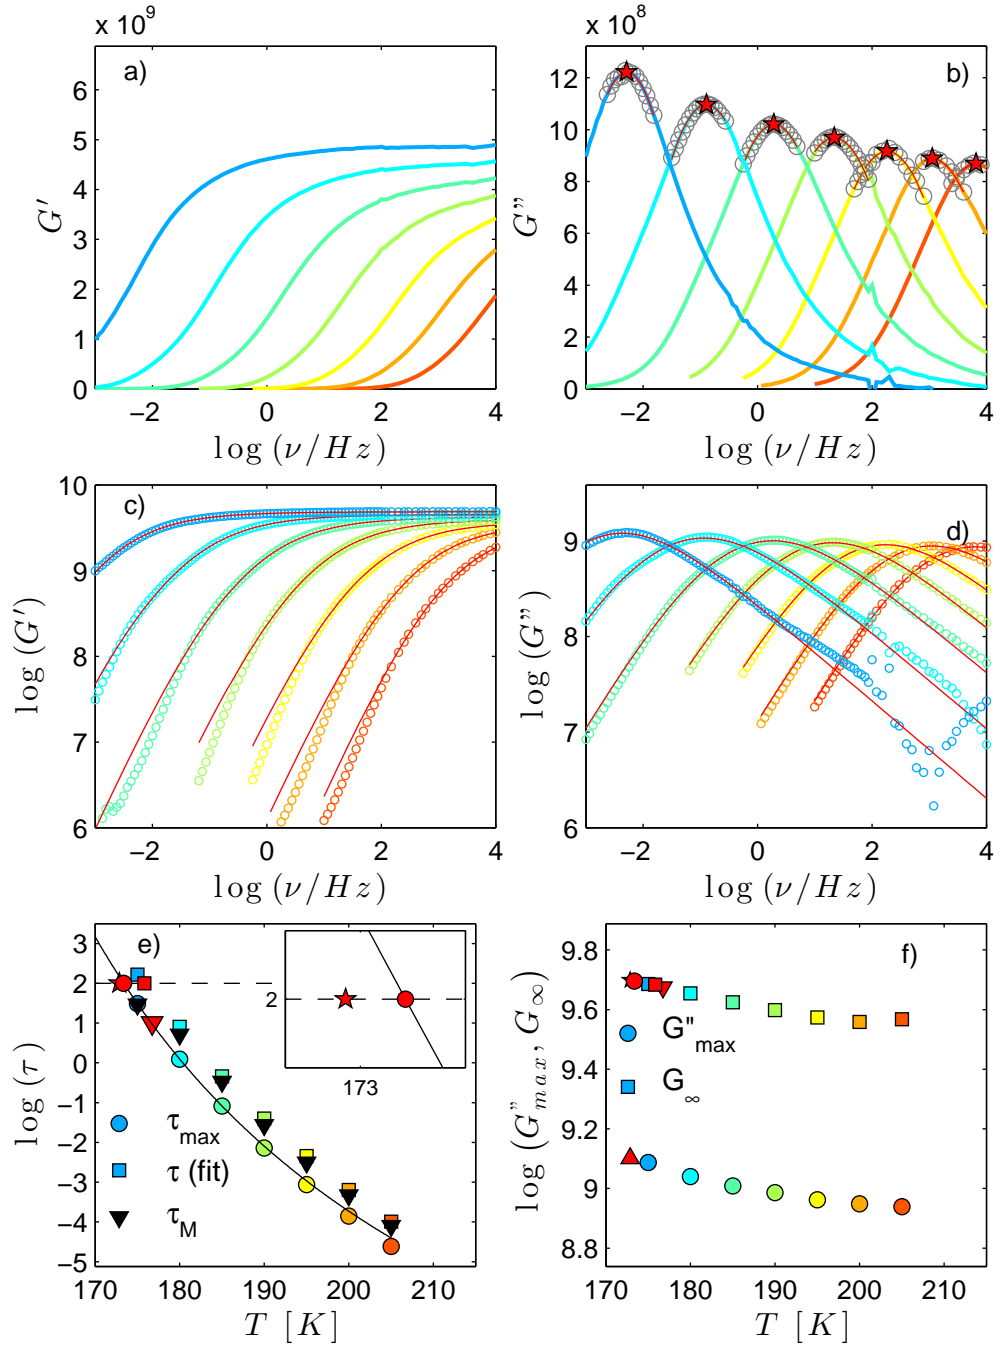 x 10⁹
a)
6
5
4
3
2
1
0
G′
−2 0 2 4
log (ν/Hz)
x 10⁸
b)
12
10
8
6
4
2
0
G″
−2 0 2 4
log (ν/Hz)
10
c)
9
8
7
6
log (G′)
−2 0 2 4
log (ν/Hz)
d)
9
8
7
6
log (G″)
−2 0 2 4
log (ν/Hz)
3
e)
2
1
0
−1
−2
−3
−4
−5
log (τ)
2
173
τmax
τ (fit)
τM
170 180 190 200 210
T [K]
9.8
f)
9.6
9.4
9.2
9
8.8
log (G″max, G∞)
G"max
G∞
170 180 190 200 210
T [K]